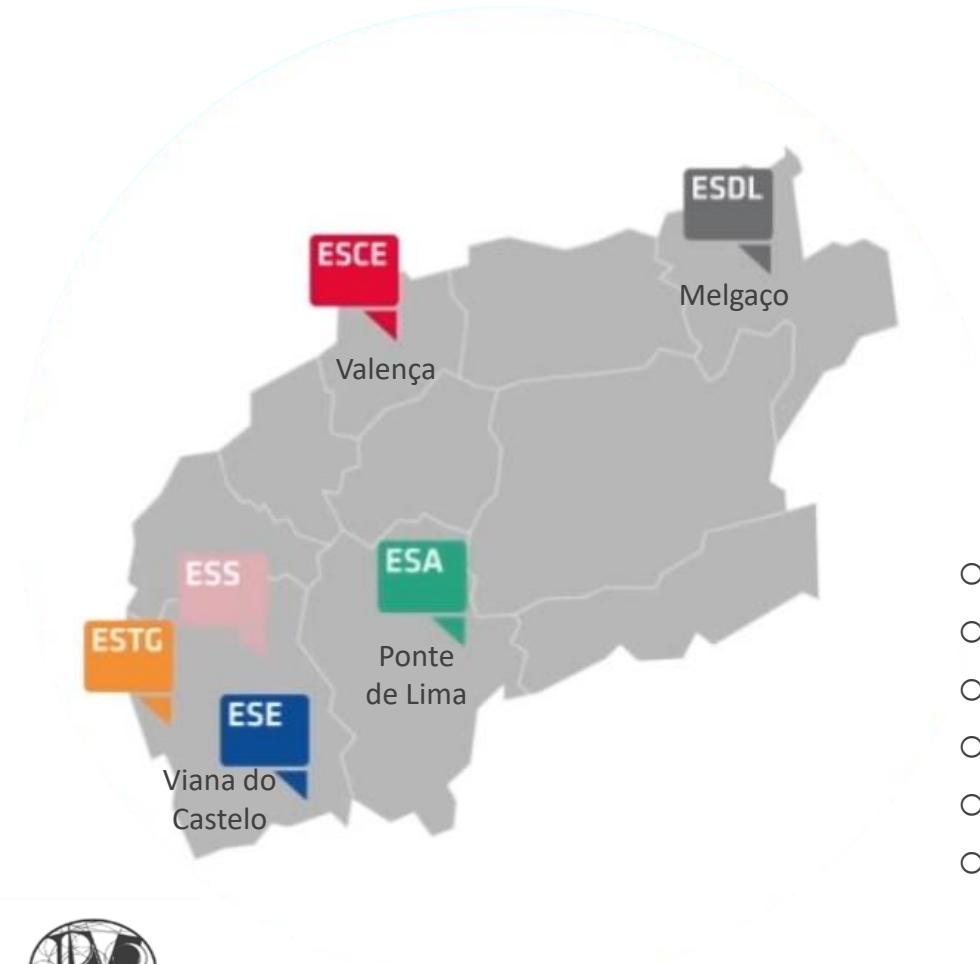 ESDL
Melgaço
ESCE
Valença
ESS
ESA
Ponte
de Lima
ESTG
ESE
Viana do
Castelo